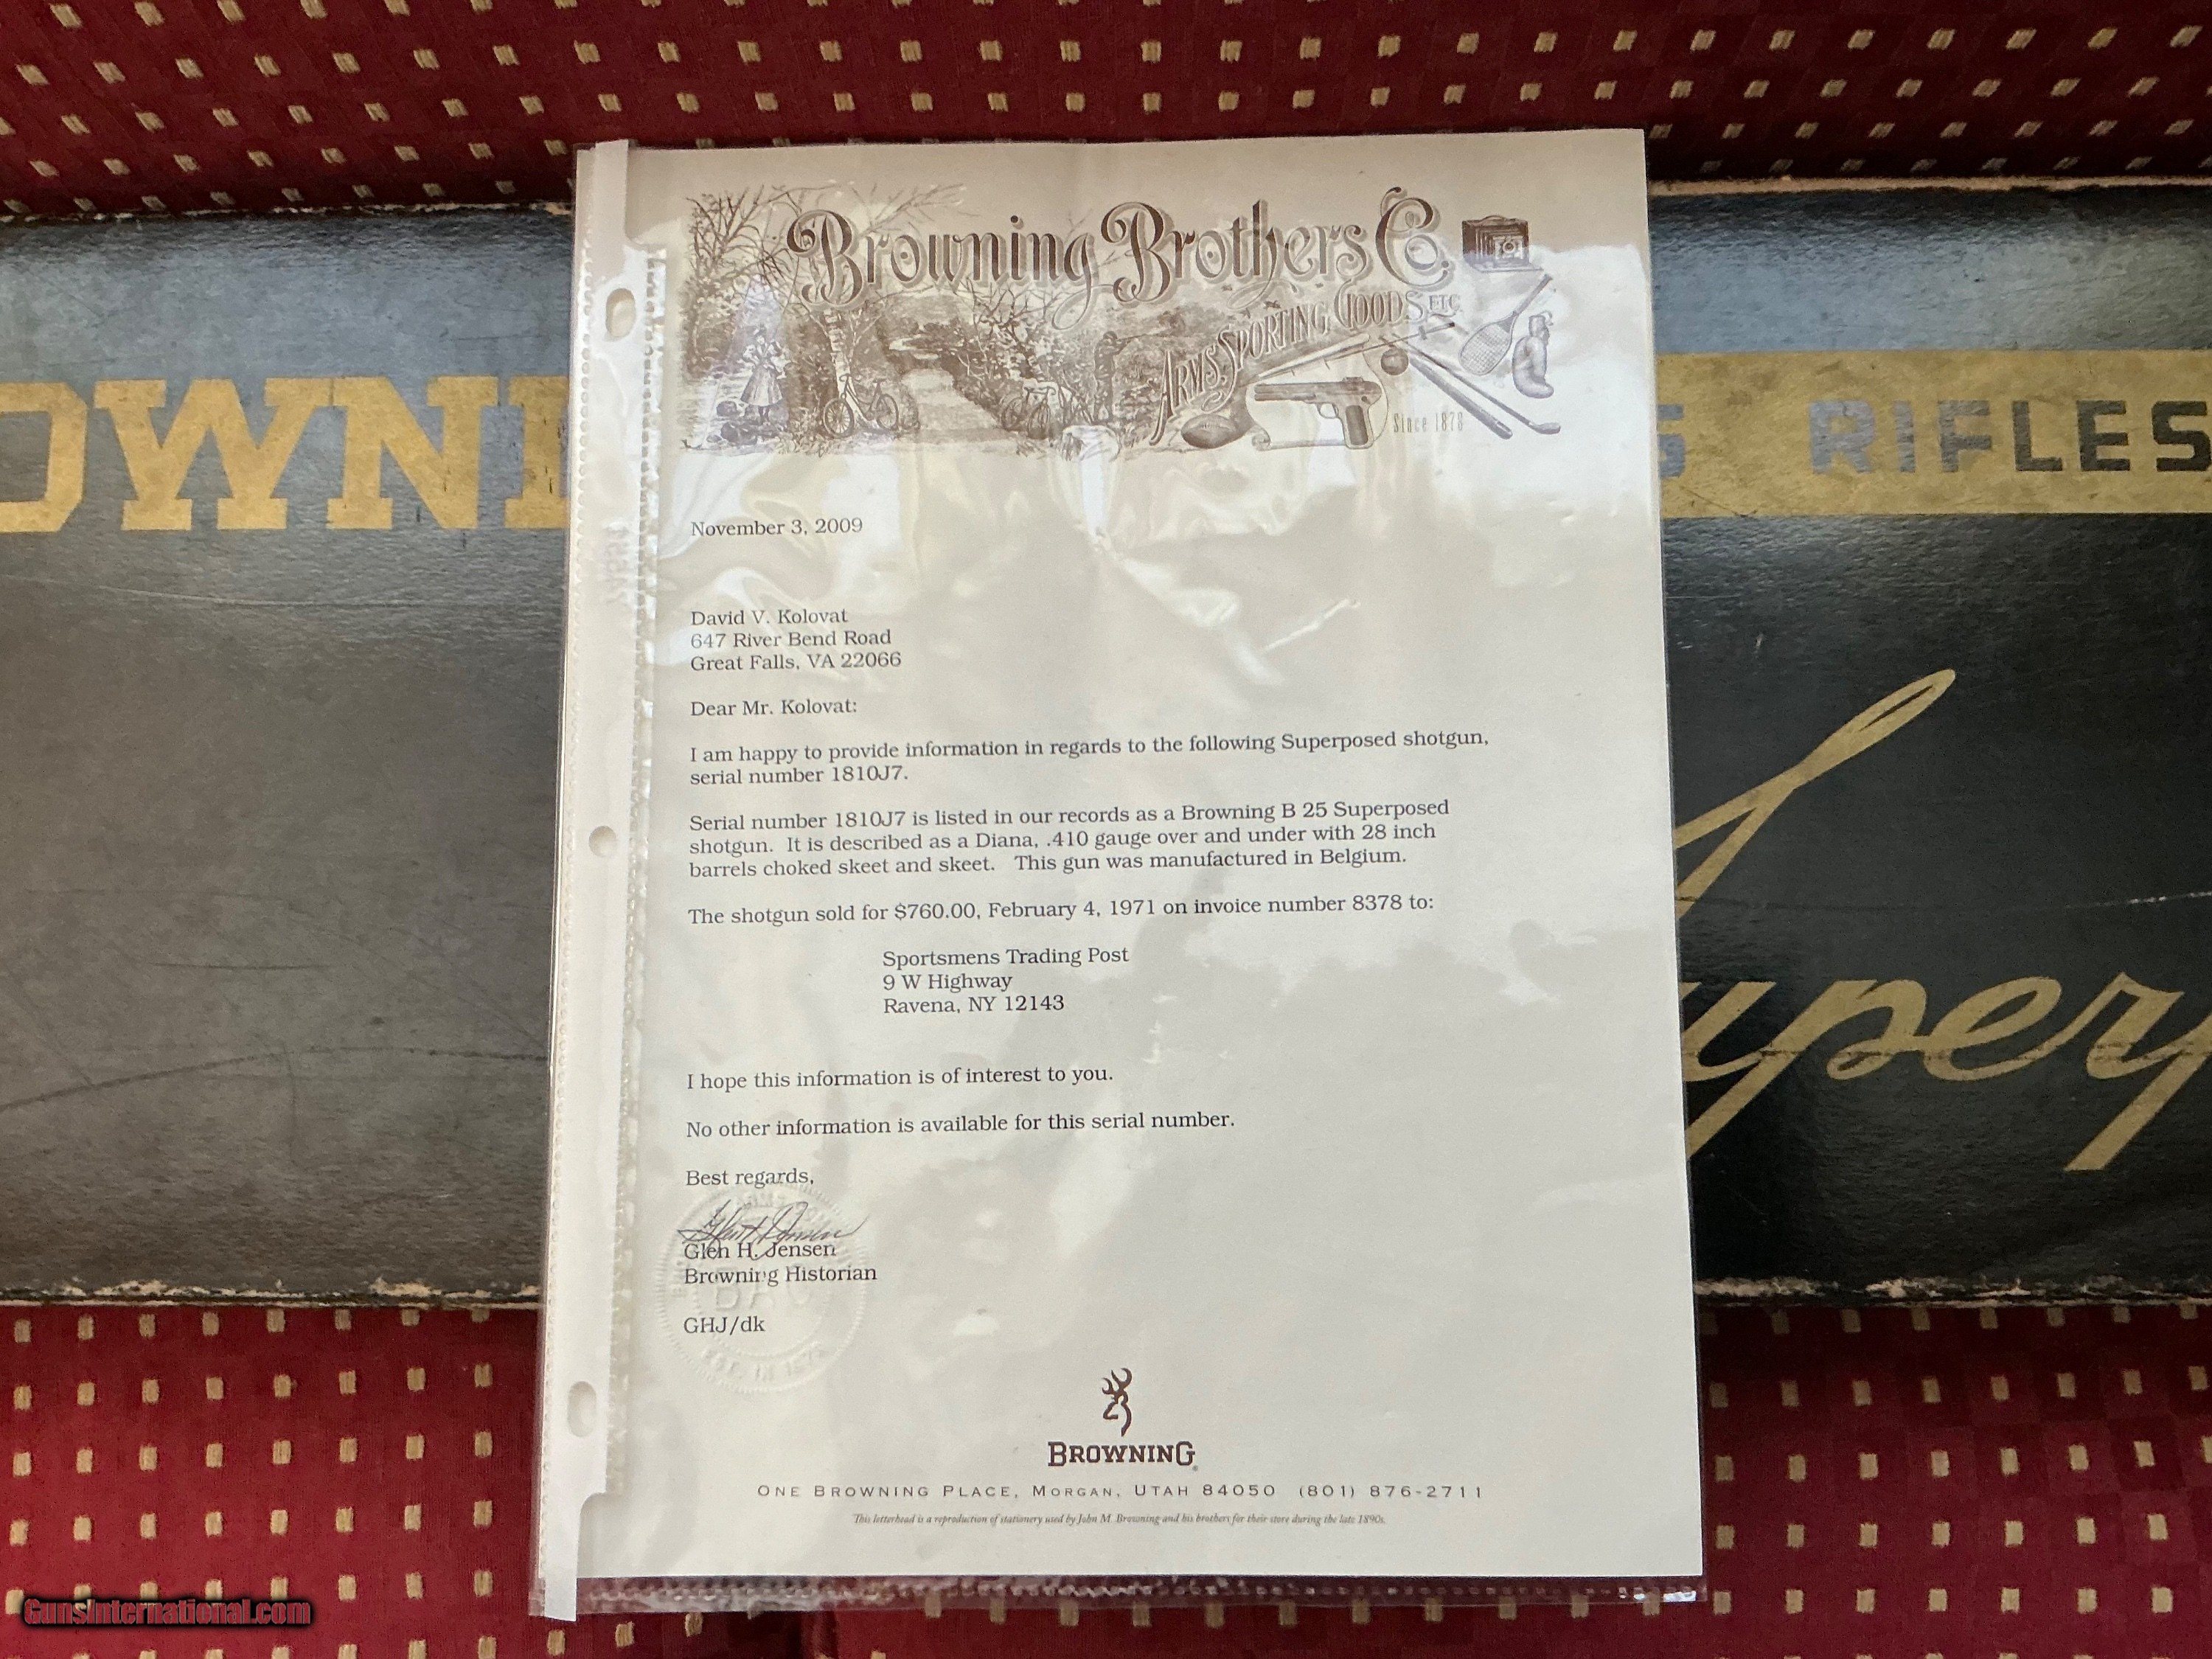 Browning Brothers Co.
Arms, Sporting Goods, Etc.
Since 1878
OWNI
S RIFLES
November 3, 2009
David V. Kolovat
647 River Bend Road
Great Falls, VA 22066
Dear Mr. Kolovat:
I am happy to provide information in regards to the following Superposed shotgun,
serial number 1810J7.
Serial number 1810J7 is listed in our records as a Browning B 25 Superposed
shotgun. It is described as a Diana, .410 gauge over and under with 28 inch
barrels choked skeet and skeet. This gun was manufactured in Belgium.
The shotgun sold for $760.00, February 4, 1971 on invoice number 8378 to:
Sportsmens Trading Post
9 W Highway
Ravena, NY 12143
Superp
I hope this information is of interest to you.
No other information is available for this serial number.
Best regards,
Glen H. Jensen
Browning Historian
GHJ/dk
BROWNING
ONE BROWNING PLACE, MORGAN, UTAH 84050 (801) 876-2711
This letterhead is a reproduction of stationery used by John M. Browning and his brothers for their store during the late 1890s.
GunsInternational.com